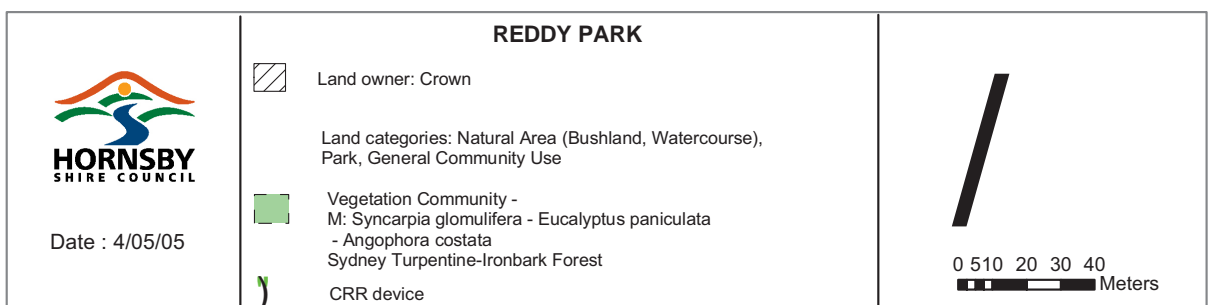 REDDY PARK
Land owner: Crown
Land categories: Natural Area (Bushland, Watercourse),
Park, General Community Use
Vegetation Community -
M: Syncarpia glomulifera - Eucalyptus paniculata
- Angophora costata
Sydney Turpentine-Ironbark Forest
CRR device
HORNSBY
SHIRE COUNCIL
Date : 4/05/05
0 510 20 30 40
Meters